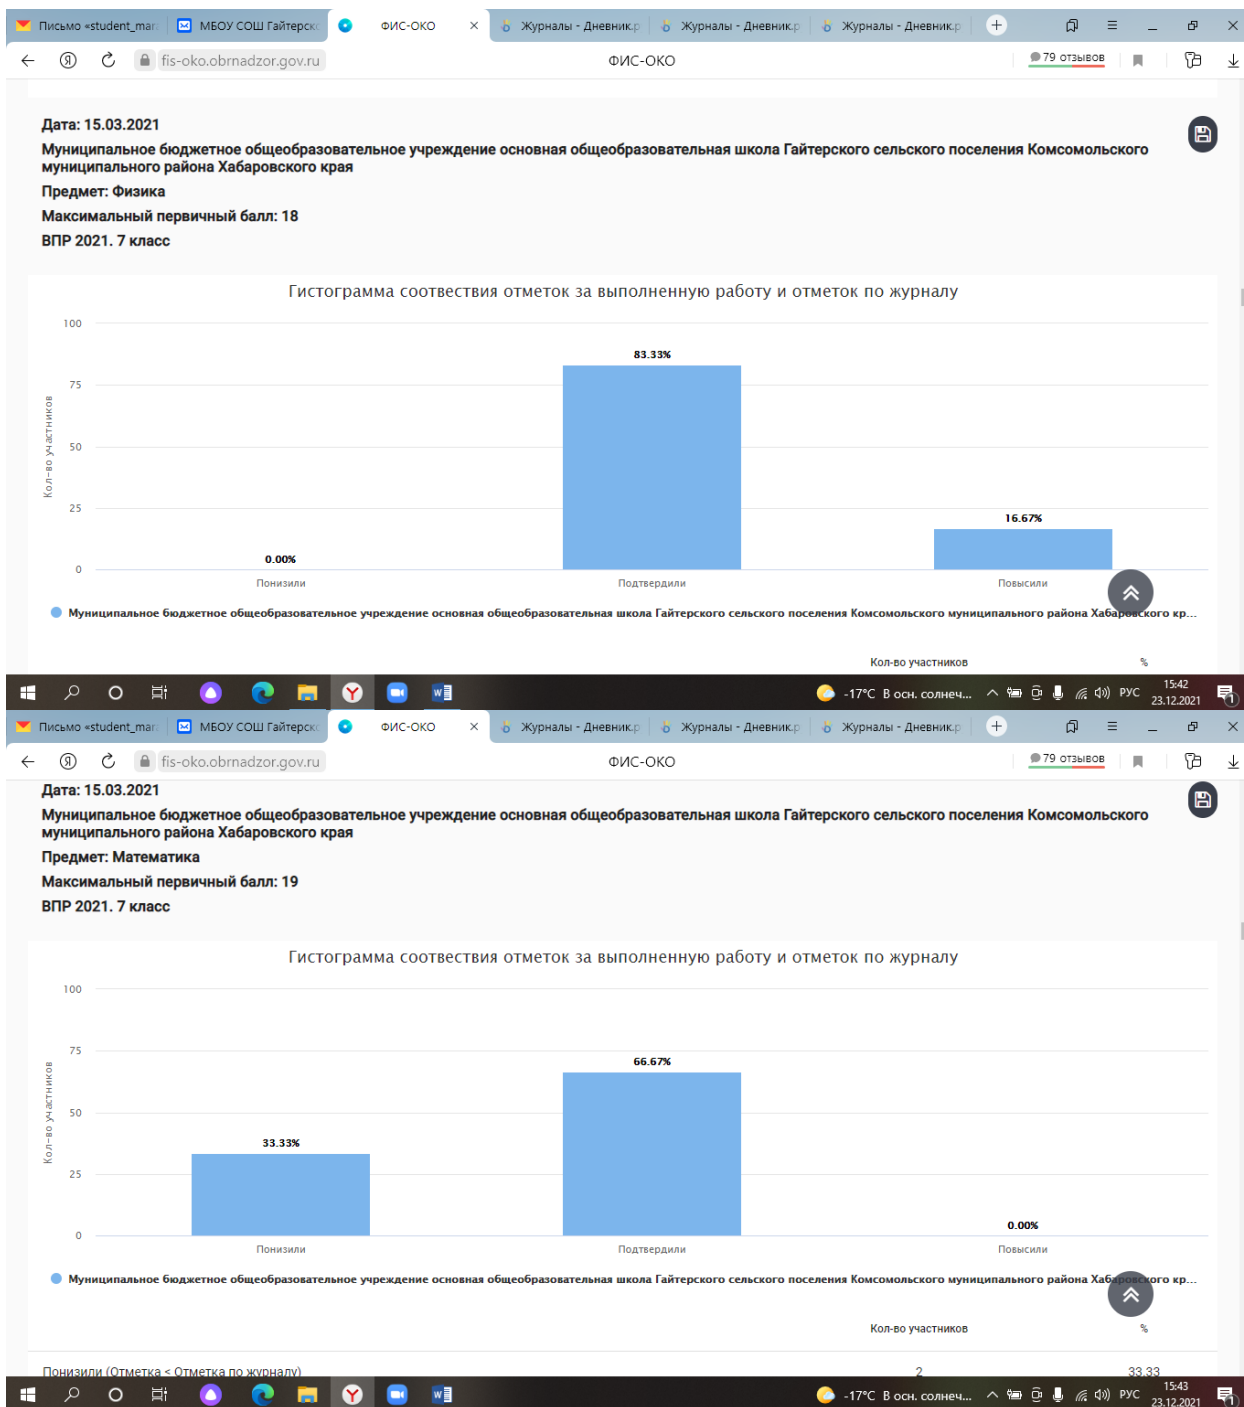 Письмо «student_mar
МБОУ СОШ Гайтерск
ФИС-ОКО
Журналы - Дневник.р
Журналы - Дневник.р
Журналы - Дневник.р
fis-oko.obrnadzor.gov.ru
ФИС-ОКО
79 отзывов
Дата: 15.03.2021
Муниципальное бюджетное общеобразовательное учреждение основная общеобразовательная школа Гайтерского сельского поселения Комсомольского
муниципального района Хабаровского края
Предмет: Физика
Максимальный первичный балл: 18
ВПР 2021. 7 класс
Гистограмма соотвествия отметок за выполненную работу и отметок по журналу
Кол-во участников
100
75
50
25
0
0.00%
83.33%
16.67%
Понизили
Подтвердили
Повысили
Муниципальное бюджетное общеобразовательное учреждение основная общеобразовательная школа Гайтерского сельского поселения Комсомольского муниципального района Хабаровского кр...
Кол-во участников
%
-17°C В осн. солнеч...
РУС
15:42
23.12.2021
Письмо «student_mar
МБОУ СОШ Гайтерск
ФИС-ОКО
Журналы - Дневник.р
Журналы - Дневник.р
Журналы - Дневник.р
fis-oko.obrnadzor.gov.ru
ФИС-ОКО
79 отзывов
Дата: 15.03.2021
Муниципальное бюджетное общеобразовательное учреждение основная общеобразовательная школа Гайтерского сельского поселения Комсомольского
муниципального района Хабаровского края
Предмет: Математика
Максимальный первичный балл: 19
ВПР 2021. 7 класс
Гистограмма соотвествия отметок за выполненную работу и отметок по журналу
Кол-во участников
100
75
50
25
0
33.33%
66.67%
0.00%
Понизили
Подтвердили
Повысили
Муниципальное бюджетное общеобразовательное учреждение основная общеобразовательная школа Гайтерского сельского поселения Комсомольского муниципального района Хабаровского кр...
Кол-во участников
%
Понизили (Отметка < Отметка по журналу)
2
33.33
-17°C В осн. солнеч...
РУС
15:43
23.12.2021